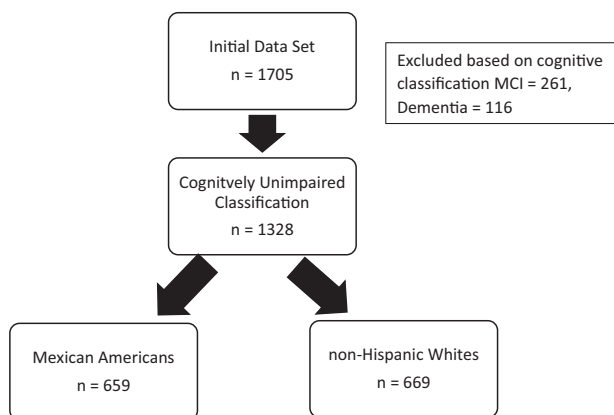 Initial Data Set
n = 1705
Excluded based on cognitive
classification MCI = 261,
Dementia = 116
Cognitvely Unimpaired
Classification
n = 1328
Mexican Americans
n = 659
non-Hispanic Whites
n = 669